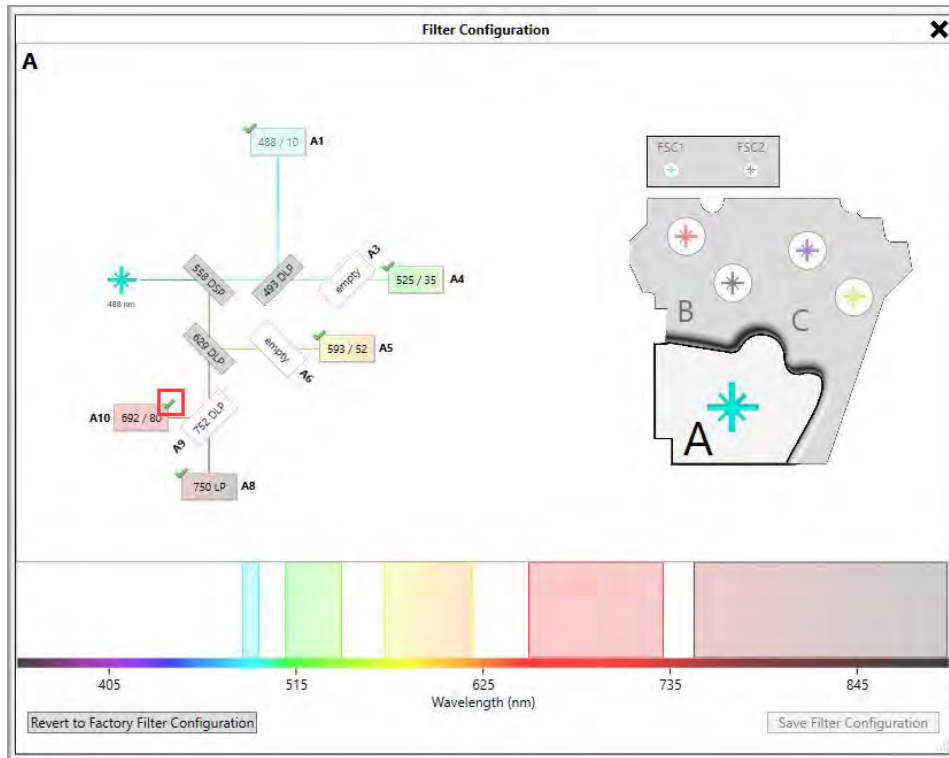 Filter Configuration
A
488 / 10 A1
FSC1 FSC2
A3
558 DSP 493 DLP empty 525 / 35 A4
488 nm
B C
629 DLP empty 593 / 52 A5
A6
A10 692 / 80 752 DLP
A9
A
750 LP A8
405 515 625 735 845
Wavelength (nm)
Revert to Factory Filter Configuration Save Filter Configuration